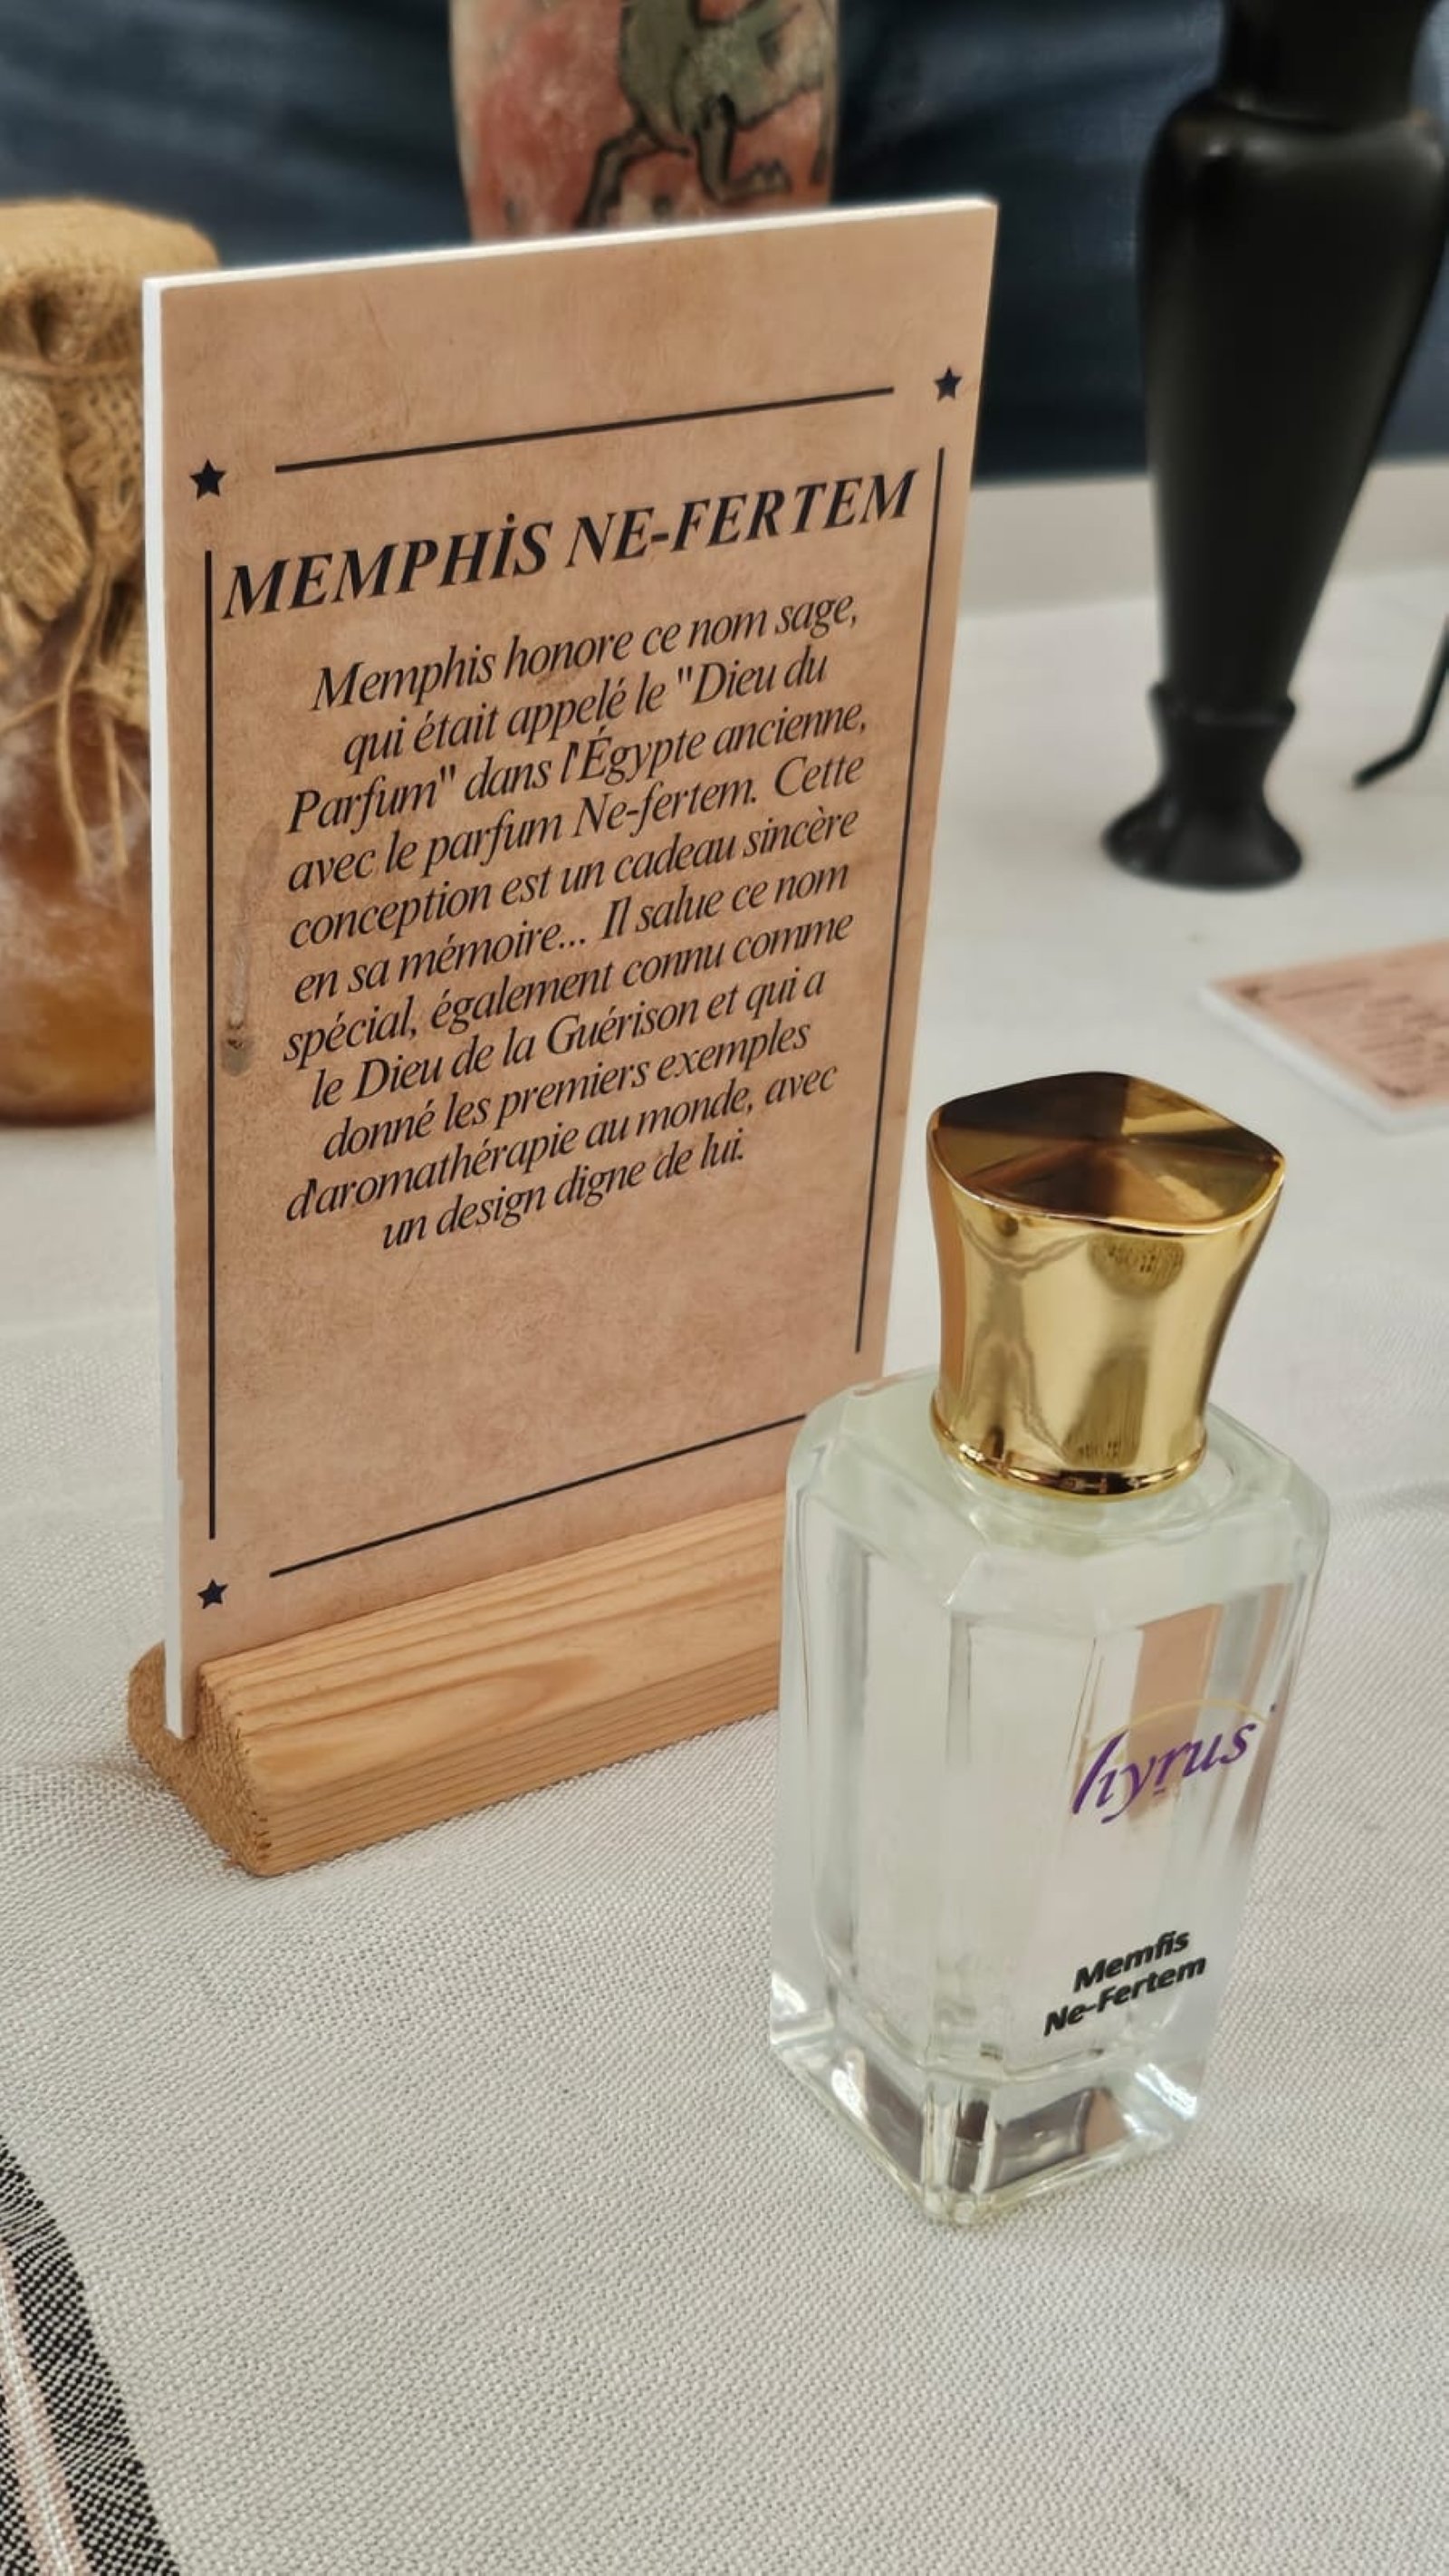 MEMPHİS NE-FERTEM
Memphis honore ce nom sage,
qui était appelé le "Dieu du
Parfum" dans l'Égypte ancienne,
avec le parfum Ne-fertem. Cette
conception est un cadeau sincère
en sa mémoire... Il salue ce nom
spécial, également connu comme
le Dieu de la Guérison et qui a
donné les premiers exemples
d'aromathérapie au monde, avec
un design digne de lui.
hyrus
Memfis
Ne-Fertem